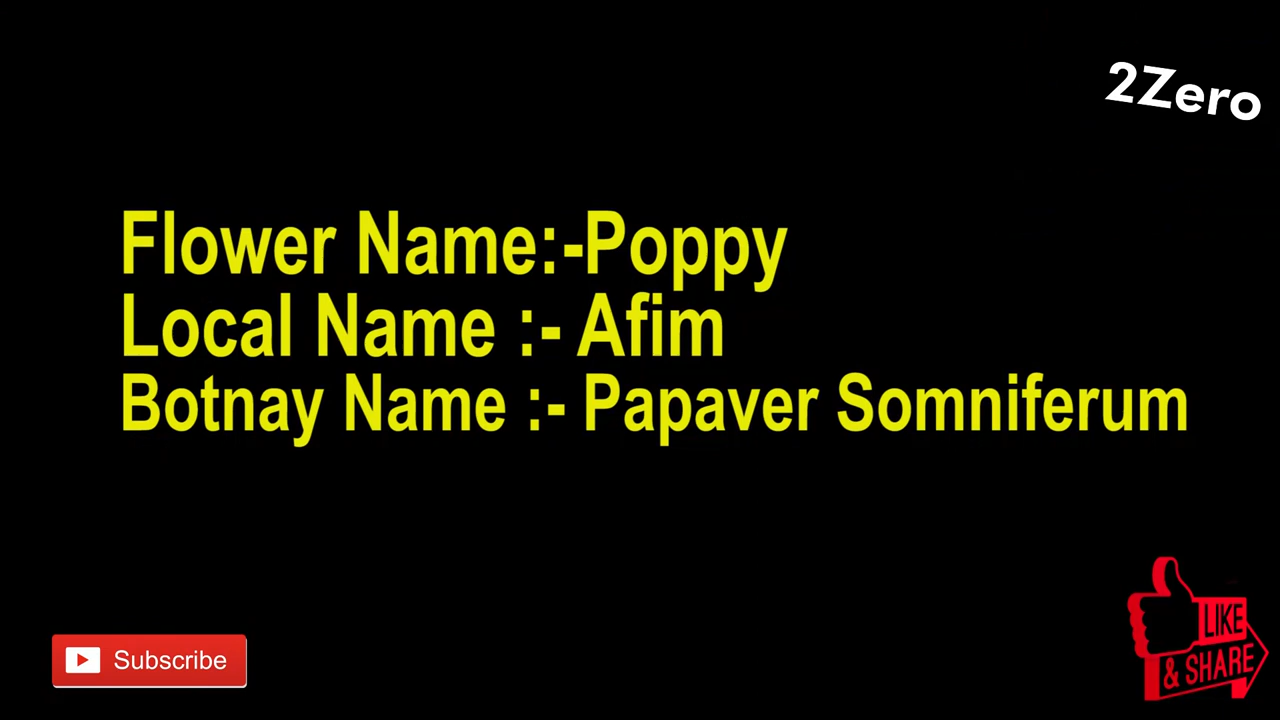 2Zero
Flower Name:-Poppy
Local Name :- Afim
Botnay Name :- Papaver Somniferum
LIKE
& SHARE
Subscribe